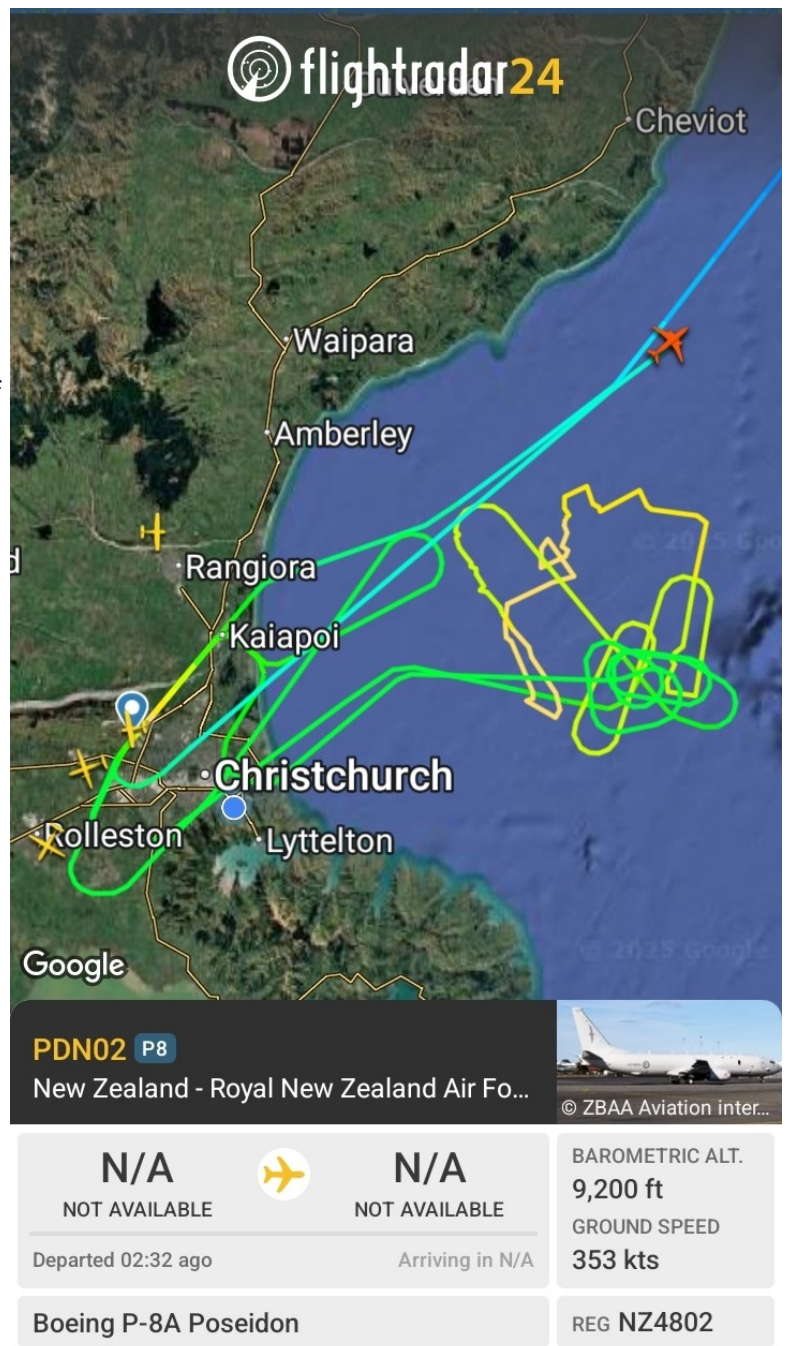 flightradar24
Cheviot
Waipara
Amberley
© 2025 Goo
d
Rangiora
Kaiapoi
Christchurch
Rolleston
Lyttelton
© 2025 Google
Google
PDN02 P8
New Zealand - Royal New Zealand Air Fo...
© ZBAA Aviation inter...
N/A
NOT AVAILABLE
N/A
NOT AVAILABLE
Departed 02:32 ago
Arriving in N/A
BAROMETRIC ALT.
9,200 ft
GROUND SPEED
353 kts
Boeing P-8A Poseidon
REG NZ4802